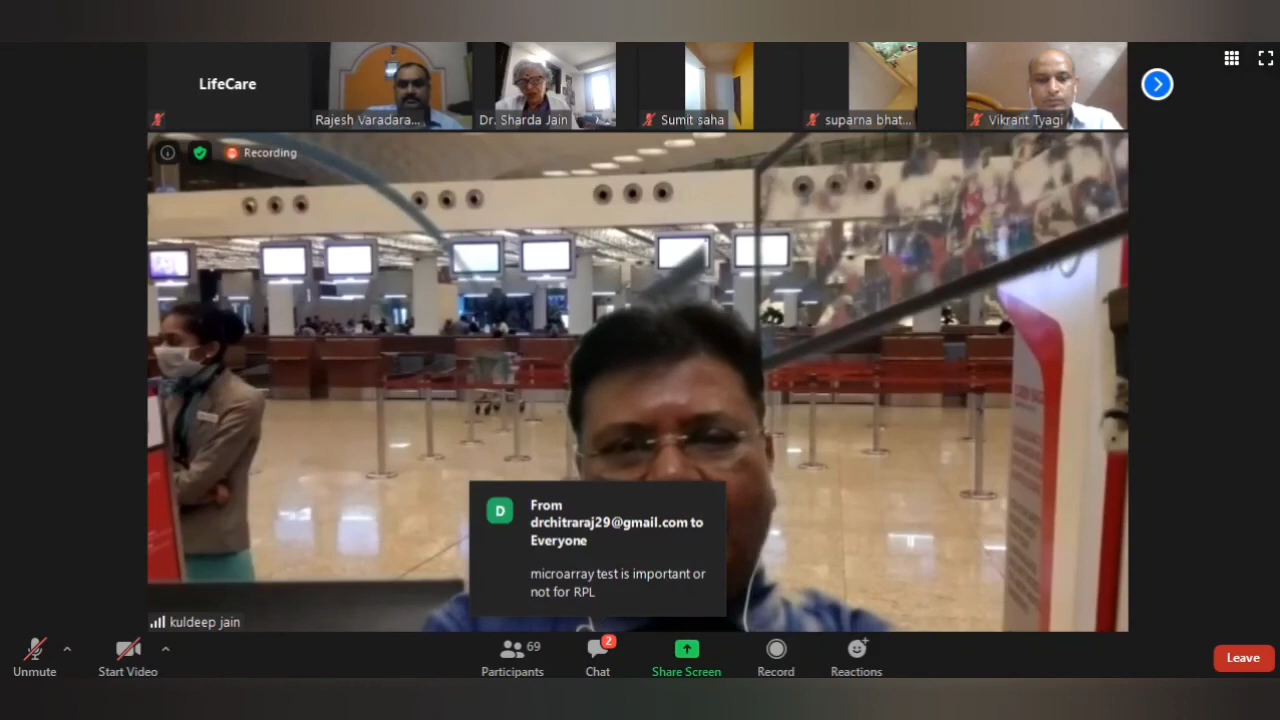 LifeCare
Rajesh Varadara...
Dr. Sharda Jain
Sumit saha
suparna bhat...
Vikrant Tyagi
Recording
D
From
drchitraraj29@gmail.com to
Everyone
microarray test is important or
not for RPL
kuldeep jain
Unmute
Start Video
69
Participants
2
Chat
Share Screen
Record
Reactions
Leave